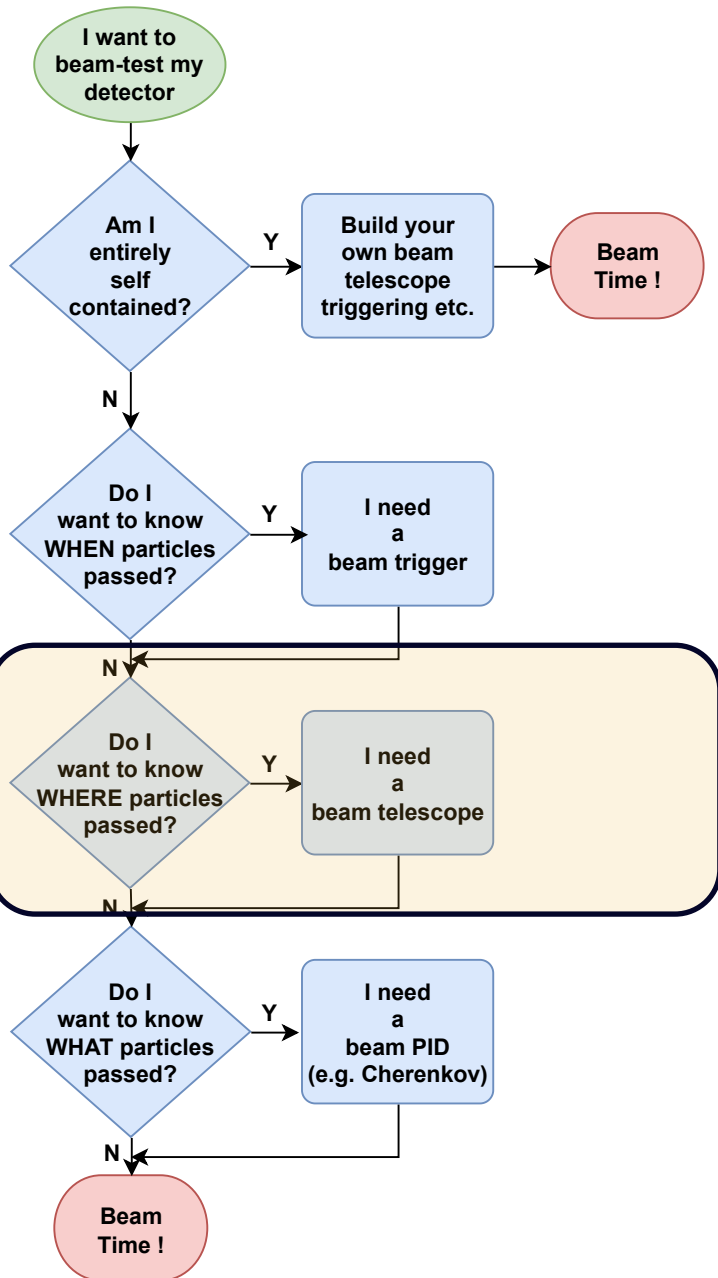 I want to
beam-test my
detector
Am I
entirely
self
contained?
Y
Build your
own beam
telescope
triggering etc.
Beam
Time !
N
Do I
want to know
WHEN particles
passed?
Y
I need
a
beam trigger
N
Do I
want to know
WHERE particles
passed?
Y
I need
a
beam telescope
N
Do I
want to know
WHAT particles
passed?
Y
I need
a
beam PID
(e.g. Cherenkov)
N
Beam
Time !